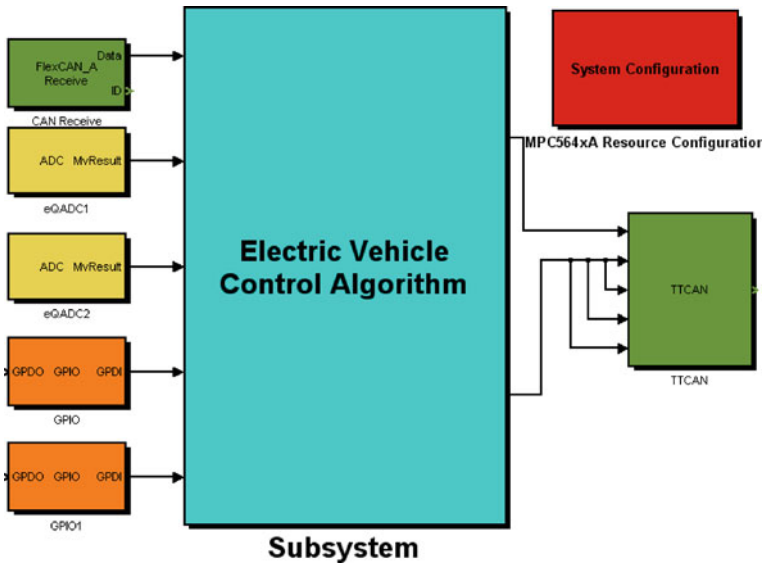 FlexCAN_A
Receive
Data
ID
CAN Receive
ADC MvResult
eQADC1
ADC MvResult
eQADC2
GPDO GPIO GPDI
GPIO
GPDO GPIO GPDI
GPIO1
Electric Vehicle
Control Algorithm
Subsystem
System Configuration
MPC564xA Resource Configuration
TTCAN
TTCAN